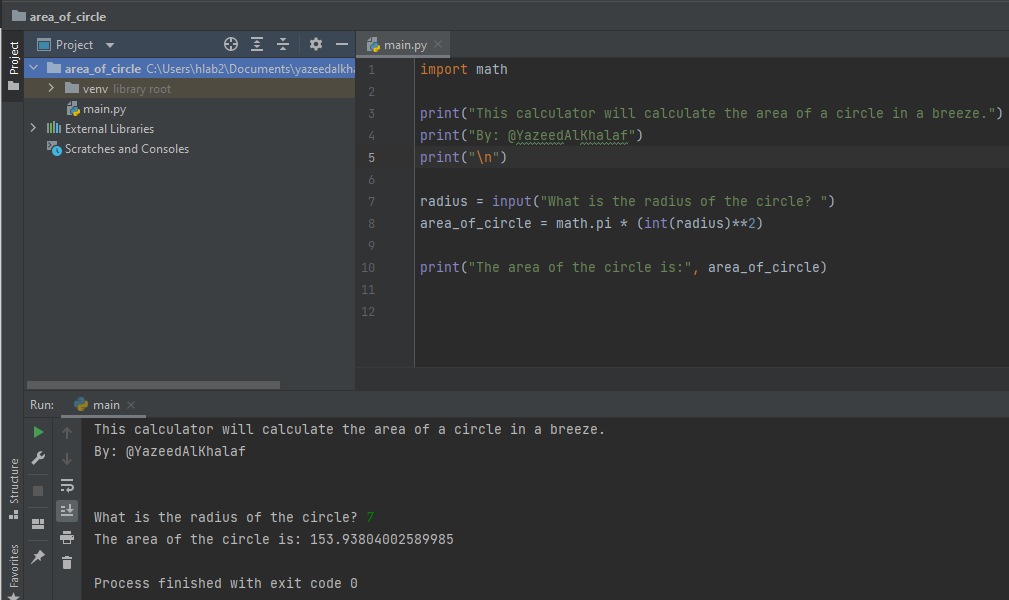 area_of_circle
Project
Project
main.py
area_of_circle C:\Users\hlab2\Documents\yazeedalkha
venv library root
main.py
External Libraries
Scratches and Consoles
1 import math
2
3 print("This calculator will calculate the area of a circle in a breeze.")
4 print("By: @YazeedAlKhalaf")
5 print("\n")
6
7 radius = input("What is the radius of the circle? ")
8 area_of_circle = math.pi * (int(radius)**2)
9
10 print("The area of the circle is:", area_of_circle)
11
12
Run: main
This calculator will calculate the area of a circle in a breeze.
By: @YazeedAlKhalaf
What is the radius of the circle? 7
The area of the circle is: 153.93804002589985
Process finished with exit code 0
Structure
Favorites